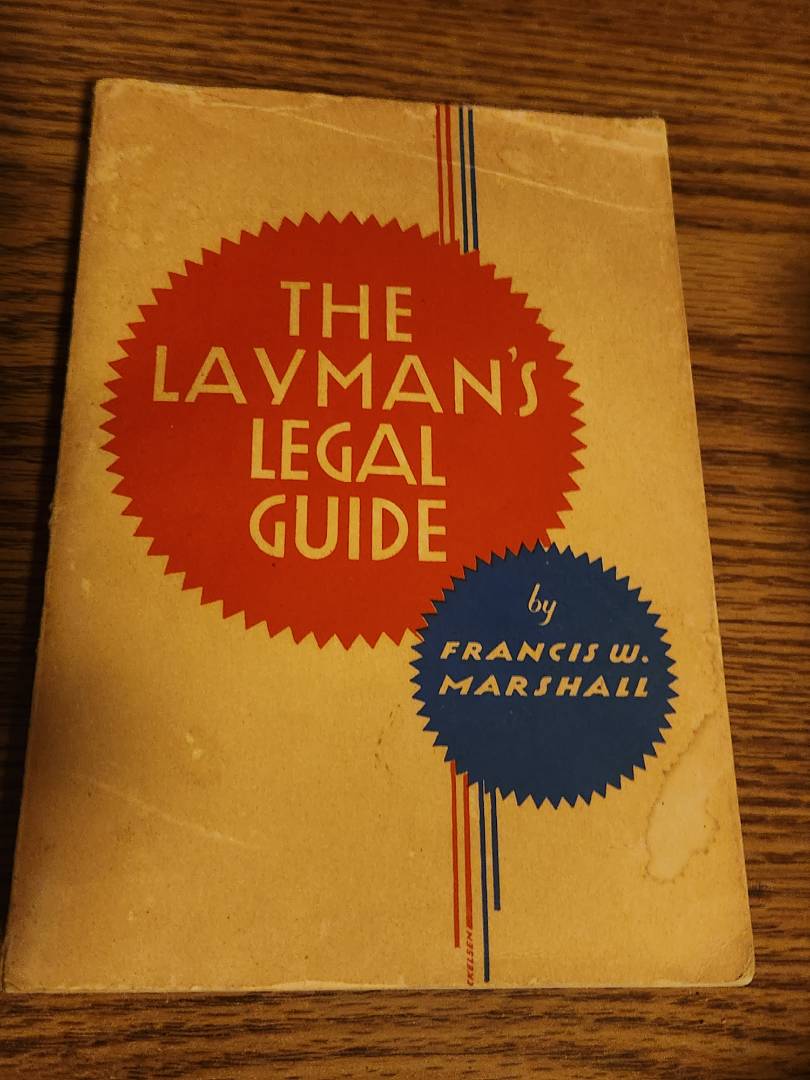 THE
LAYMAN'S
LEGAL
GUIDE
by
FRANCIS W.
MARSHALL